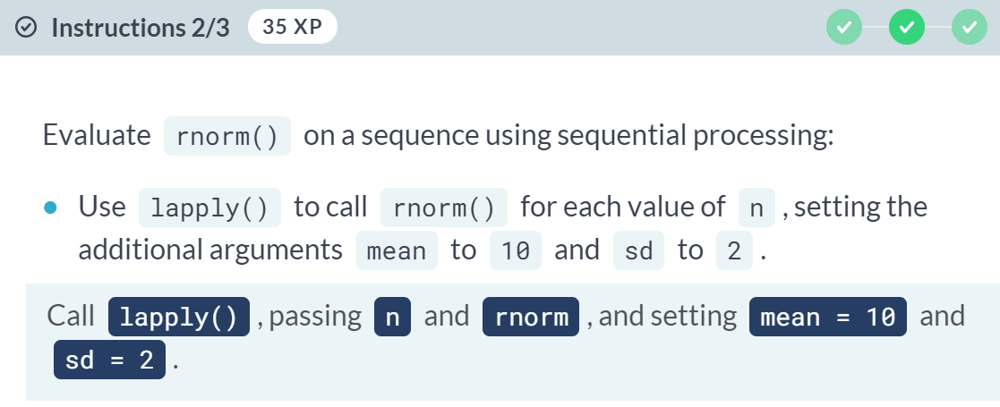 Instructions 2/3 35 XP
Evaluate rnorm() on a sequence using sequential processing:
Use lapply() to call rnorm() for each value of n , setting the
additional arguments mean to 10 and sd to 2 .
Call lapply() , passing n and rnorm , and setting mean = 10 and
sd = 2 .